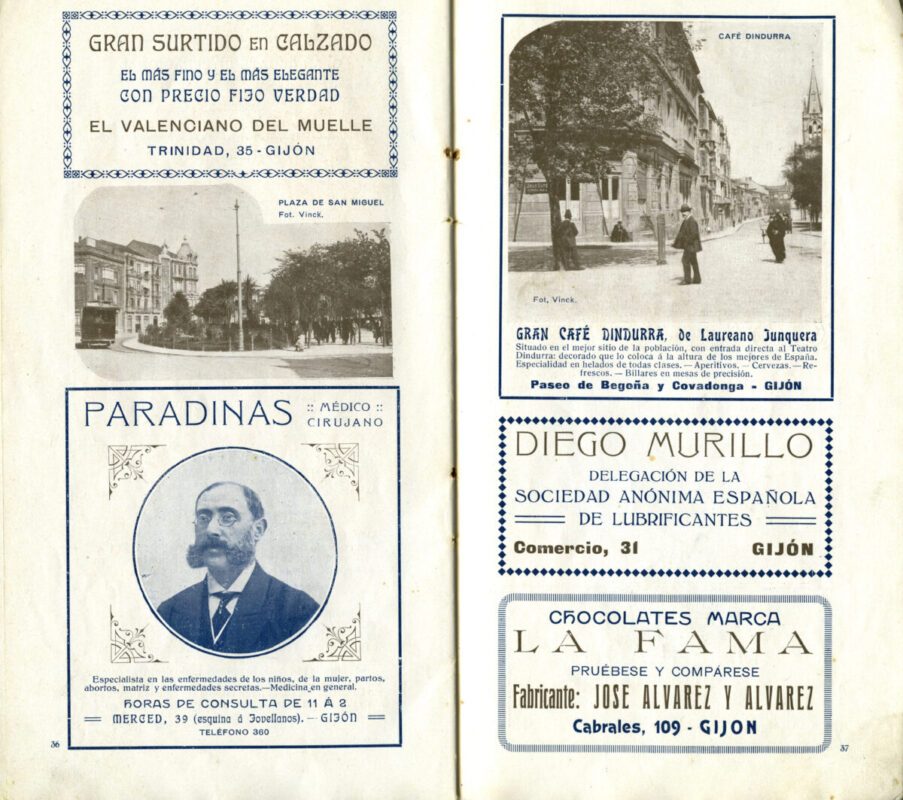 GRAN SURTIDO EN CALZADO
EL MÁS FINO Y EL MÁS ELEGANTE
CON PRECIO FIJO VERDAD
EL VALENCIANO DEL MUELLE
TRINIDAD, 35 - GIJÓN
PLAZA DE SAN MIGUEL
Fot. Vinck.
PARADINAS :: MÉDICO ::
CIRUJANO
Especialista en las enfermedades de los niños, de la mujer, partos,
abortos, matriz y enfermedades secretas.—Medicina en general.
HORAS DE CONSULTA DE 11 Á 2
MERCED, 39 (esquina á Jovellanos). - GIJÓN
TELÉFONO 360
36
CAFÉ DINDURRA
Fot, Vinck.
GRAN CAFÉ DINDURRA, de Laureano Junquera
Situado en el mejor sitio de la población, con entrada directa al Teatro
Dindurra: decorado que lo coloca á la altura de los mejores de España.
Especialidad en helados de todas clases. — Aperitivos. — Cervezas. — Re-
frescos. — Billares en mesas de precisión.
Paseo de Begoña y Covadonga - GIJÓN
DIEGO MURILLO
DELEGACIÓN DE LA
SOCIEDAD ANÓNIMA ESPAÑOLA
DE LUBRIFICANTES
Comercio, 31 GIJÓN
CHOCOLATES MARCA
LA FAMA
PRUÉBESE Y COMPÁRESE
Fabricante: JOSE ALVAREZ Y ALVAREZ
Cabrales, 109 - GIJON
37